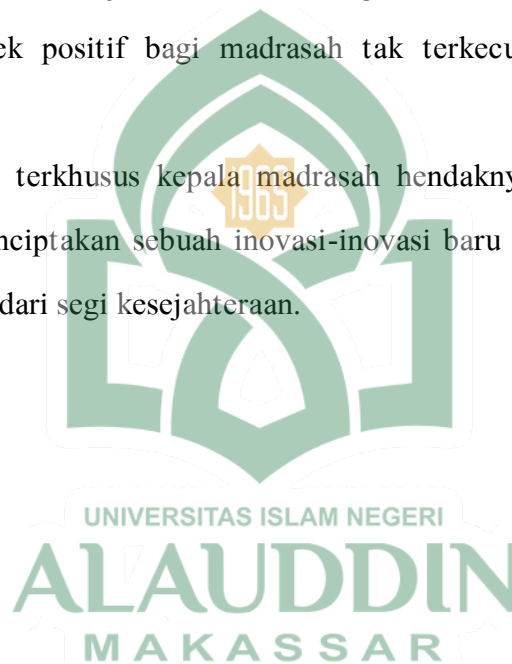 ek positif bagi madrasah tak terkecu
terkhusus kepala madrasah hendakny
nciptakan sebuah inovasi-inovasi baru
dari segi kesejahteraan.
1965
UNIVERSITAS ISLAM NEGERI
ALAUDDIN
MAKASSAR